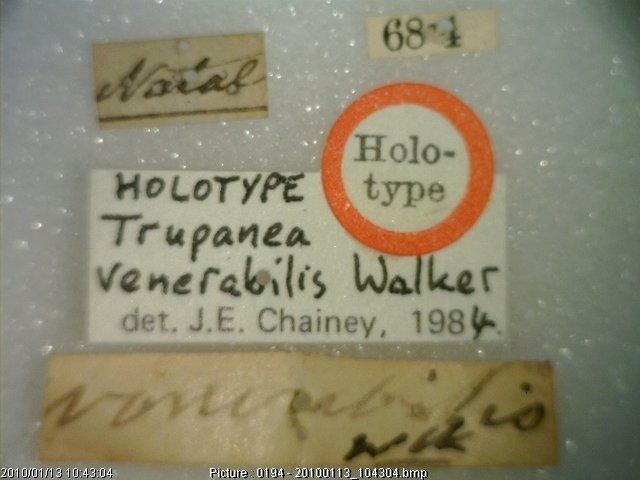 Natal
68·4
Holo-
type
HOLOTYPE
Trupanea
venerabilis Walker
det. J.E. Chainey, 1984.
venerabilis
wlk
2010/01/13 10:43:04
Picture : 0194 - 20100113_104304.bmp